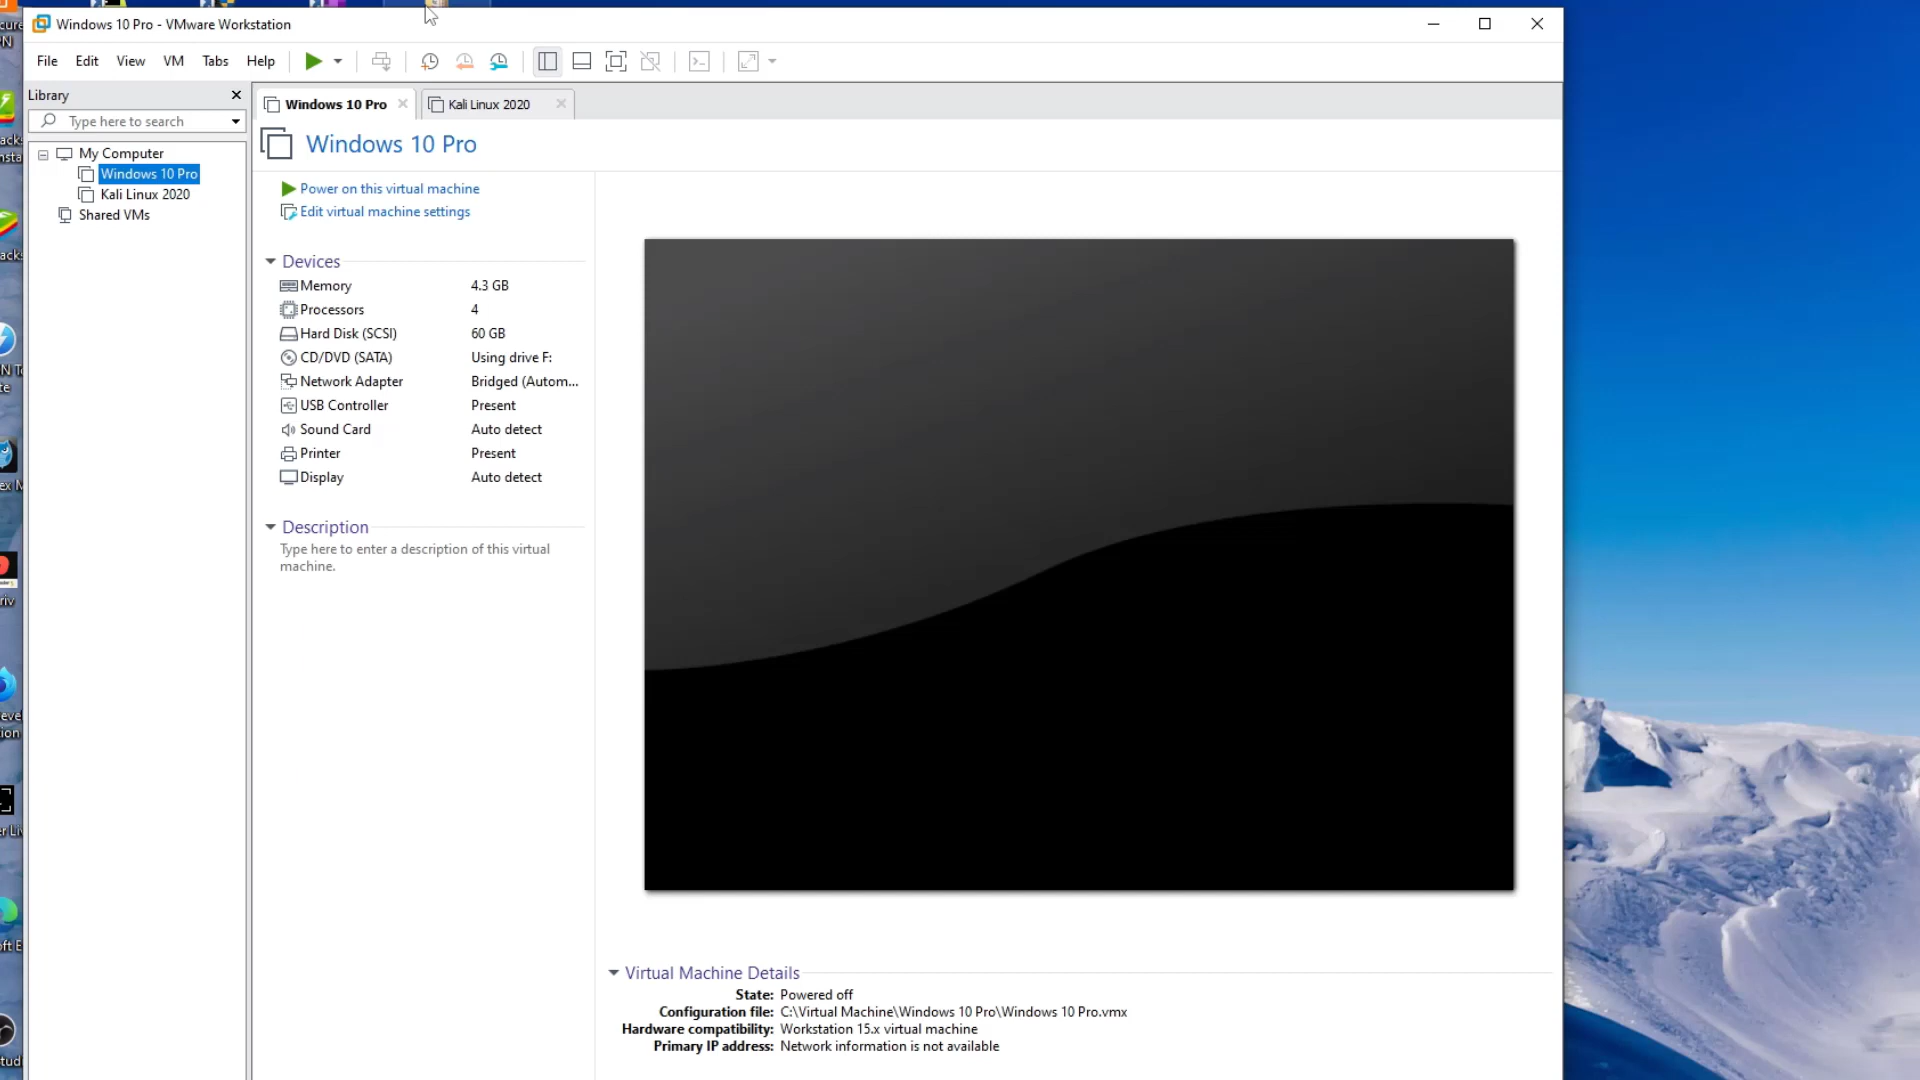 Windows 10 Pro - VMware Workstation
File Edit View VM Tabs Help
Library
Type here to search
My Computer
Windows 10 Pro
Kali Linux 2020
Shared VMs
Windows 10 Pro
Kali Linux 2020
Windows 10 Pro
Power on this virtual machine
Edit virtual machine settings
Devices
Memory 4.3 GB
Processors 4
Hard Disk (SCSI) 60 GB
CD/DVD (SATA) Using drive F:
Network Adapter Bridged (Autom...
USB Controller Present
Sound Card Auto detect
Printer Present
Display Auto detect
Description
Type here to enter a description of this virtual
machine.
Virtual Machine Details
State: Powered off
Configuration file: C:\Virtual Machine\Windows 10 Pro\Windows 10 Pro.vmx
Hardware compatibility: Workstation 15.x virtual machine
Primary IP address: Network information is not available